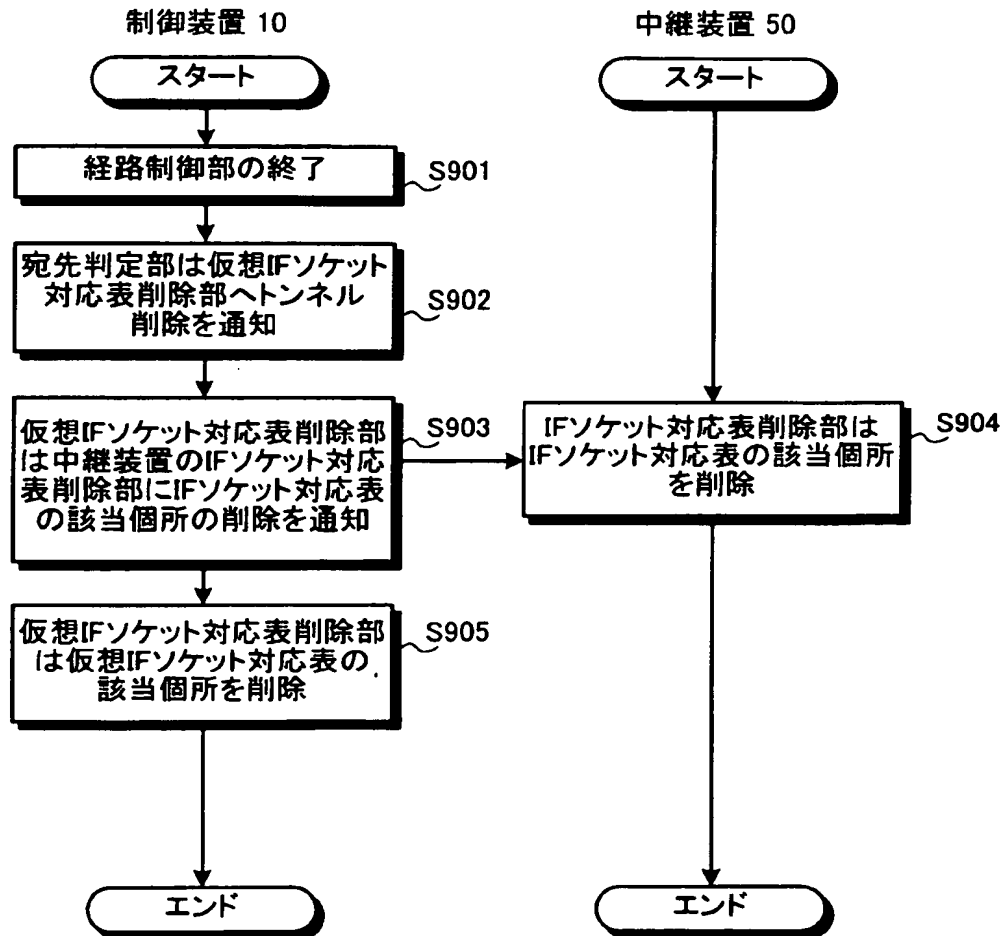 制御装置 10
スタート
経路制御部の終了
S901
宛先判定部は仮想IFソケット
対応表削除部へトンネル
削除を通知
S902
仮想IFソケット対応表削除部
は中継装置のIFソケット対応
表削除部にIFソケット対応表
の該当個所の削除を通知
S903
仮想IFソケット対応表削除部
は仮想IFソケット対応表の
該当個所を削除
S905
エンド
中継装置 50
スタート
IFソケット対応表削除部は
IFソケット対応表の該当個所
を削除
S904
エンド